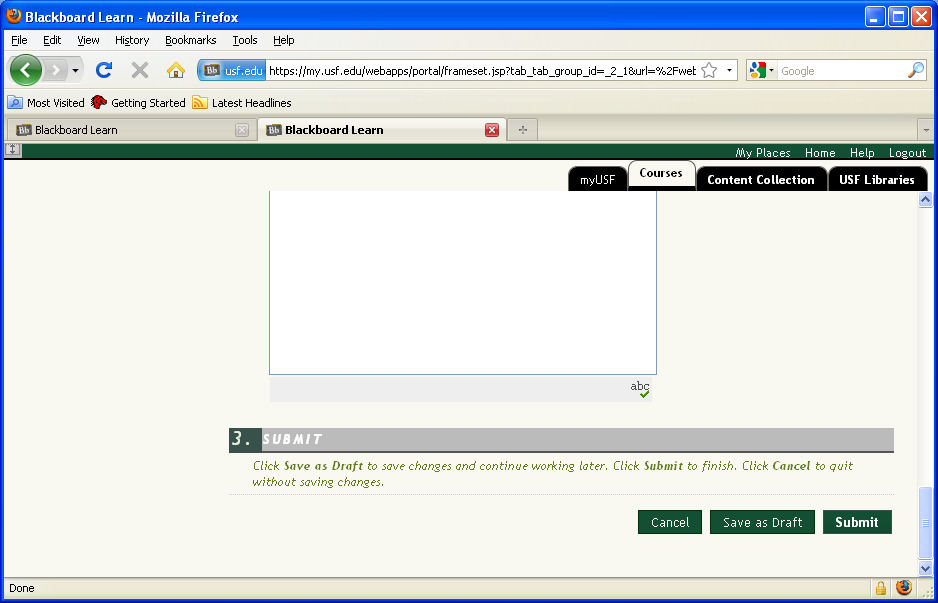 Blackboard Learn - Mozilla Firefox
File Edit View History Bookmarks Tools Help
Bb usf.edu https://my.usf.edu/webapps/portal/frameset.jsp?tab_tab_group_id=_2_1&url=%2Fwet Google
Most Visited Getting Started Latest Headlines
Bb Blackboard Learn Bb Blackboard Learn
My Places Home Help Logout
myUSF Courses Content Collection USF Libraries
abc
3. SUBMIT
Click Save as Draft to save changes and continue working later. Click Submit to finish. Click Cancel to quit
without saving changes.
Cancel Save as Draft Submit
Done